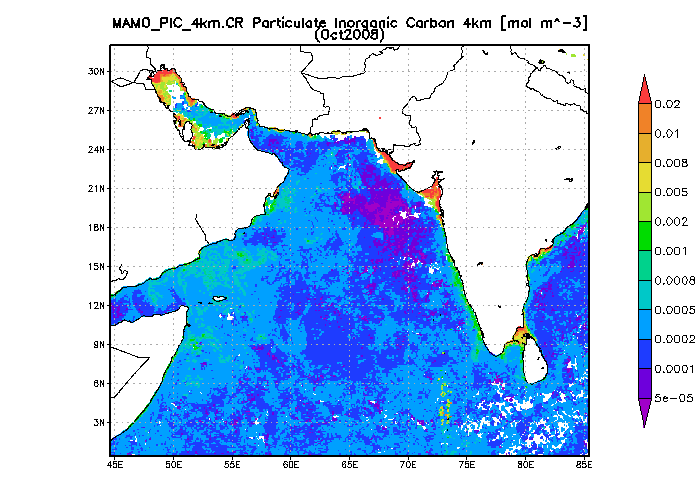 MAMO_PIC_4km.CR Particulate Inorganic Carbon 4km [mol m^-3]
(Oct2008)
30N
27N
24N
21N
18N
15N
12N
9N
6N
3N
45E 50E 55E 60E 65E 70E 75E 80E 85E
0.02
0.01
0.008
0.005
0.002
0.001
0.0008
0.0005
0.0002
0.0001
5e-05